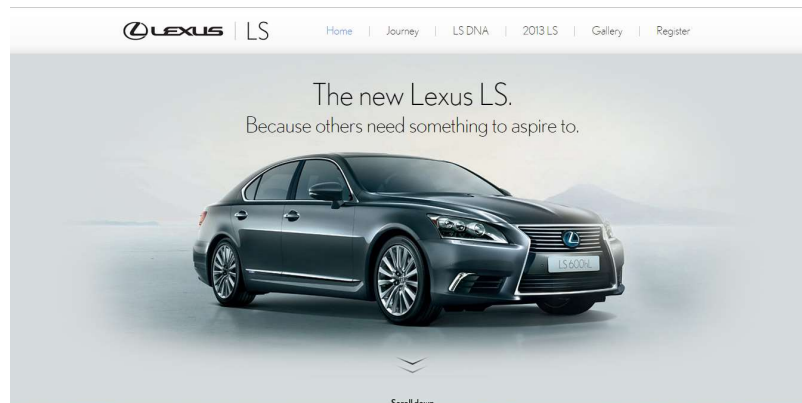 LEXUS | LS
Home | Journey | LS DNA | 2013 LS | Gallery | Register
The new Lexus LS.
Because others need something to aspire to.
LS 600hL
Scroll down